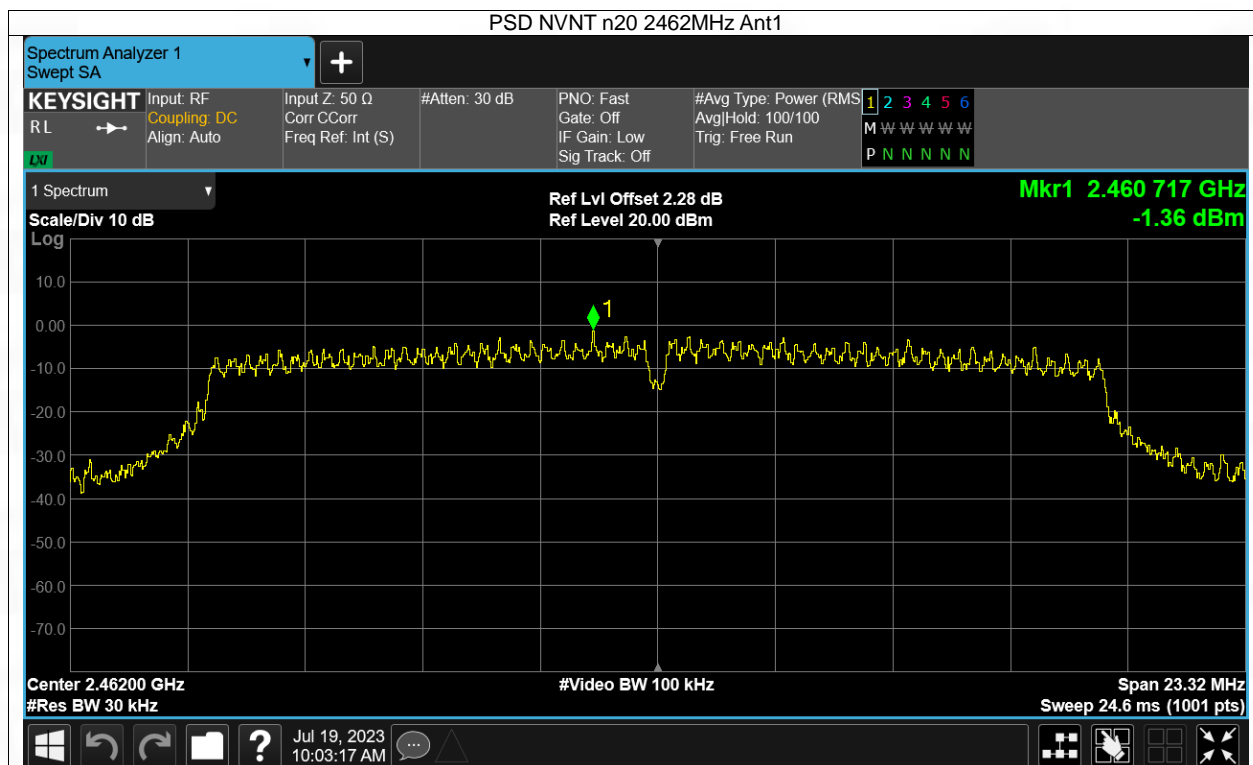 PSD NVNT n20 2462MHz Ant1
Spectrum Analyzer 1
Swept SA
+
KEYSIGHT
RL
LXI
Input: RF
Coupling: DC
Align: Auto
Input Z: 50 Ω
Corr CCorr
Freq Ref: Int (S)
#Atten: 30 dB
PNO: Fast
Gate: Off
IF Gain: Low
Sig Track: Off
#Avg Type: Power (RMS
Avg|Hold: 100/100
Trig: Free Run
1 2 3 4 5 6
M W W W W W
P N N N N N
1 Spectrum
Scale/Div 10 dB
Log
Ref Lvl Offset 2.28 dB
Ref Level 20.00 dBm
Mkr1 2.460 717 GHz
-1.36 dBm
1
10.0
0.00
-10.0
-20.0
-30.0
-40.0
-50.0
-60.0
-70.0
Center 2.46200 GHz
#Res BW 30 kHz
#Video BW 100 kHz
Span 23.32 MHz
Sweep 24.6 ms (1001 pts)
?
Jul 19, 2023
10:03:17 AM